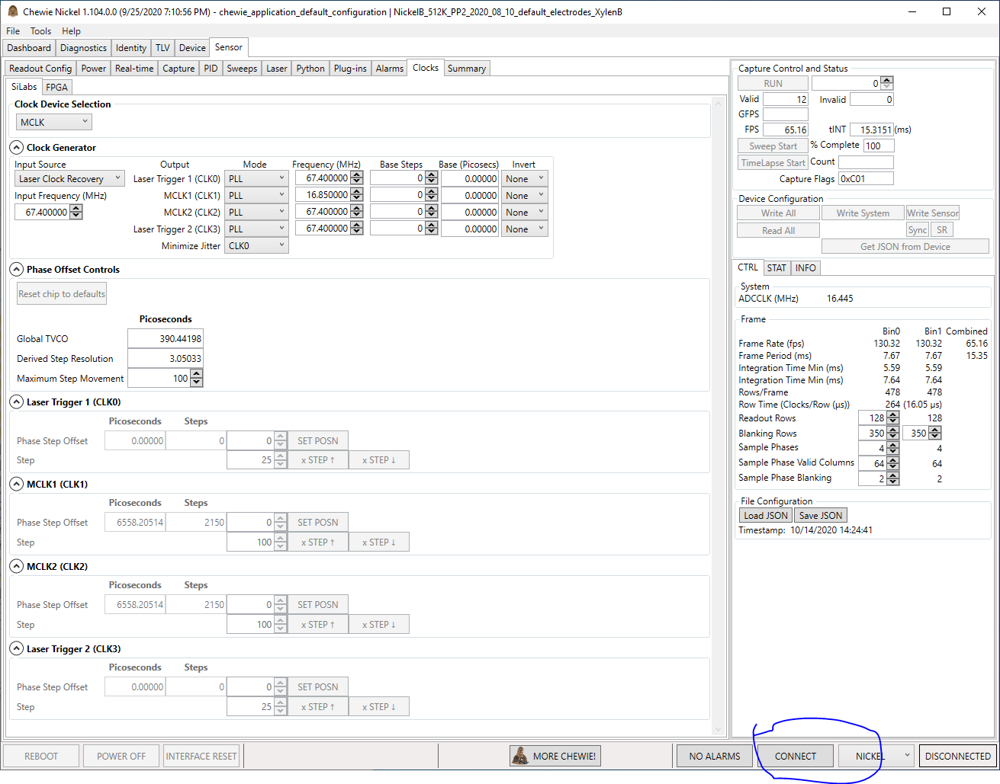 Chewie Nickel 1.104.0.0 (9/25/2020 7:10:56 PM) - chewie_application_default_configuration | NickelB_512K_PP2_2020_08_10_default_electrodes_XylenB
File Tools Help
Dashboard Diagnostics Identity TLV Device Sensor
Readout Config Power Real-time Capture PID Sweeps Laser Python Plug-ins Alarms Clocks Summary
SiLabs FPGA
Clock Device Selection
MCLK
Clock Generator
Input Source Output Mode Frequency (MHz) Base Steps Base (Picosecs) Invert
Laser Clock Recovery Laser Trigger 1 (CLK0) PLL 67.400000 0 0.00000 None
Input Frequency (MHz) MCLK1 (CLK1) PLL 16.850000 0 0.00000 None
67.400000 MCLK2 (CLK2) PLL 67.400000 0 0.00000 None
Laser Trigger 2 (CLK3) PLL 67.400000 0 0.00000 None
Minimize Jitter CLK0
Phase Offset Controls
Reset chip to defaults
Picoseconds
Global TVCO 390.44198
Derived Step Resolution 3.05033
Maximum Step Movement 100
Laser Trigger 1 (CLK0)
Picoseconds Steps
Phase Step Offset 0.00000 0 0 SET POSN
Step 25 x STEP ↑ x STEP ↓
MCLK1 (CLK1)
Picoseconds Steps
Phase Step Offset 6558.20514 2150 0 SET POSN
Step 100 x STEP ↑ x STEP ↓
MCLK2 (CLK2)
Picoseconds Steps
Phase Step Offset 6558.20514 2150 0 SET POSN
Step 100 x STEP ↑ x STEP ↓
Laser Trigger 2 (CLK3)
Picoseconds Steps
Phase Step Offset 0.00000 0 0 SET POSN
Step 25 x STEP ↑ x STEP ↓
Capture Control and Status
RUN 0
Valid 12 Invalid 0
GFPS
FPS 65.16 tINT 15.3151 (ms)
Sweep Start % Complete 100
TimeLapse Start Count
Capture Flags 0xC01
Device Configuration
Write All Write System Write Sensor
Read All Sync SR
Get JSON from Device
CTRL STAT INFO
System
ADCCLK (MHz) 16.445
Frame
Bin0 Bin1 Combined
Frame Rate (fps) 130.32 130.32 65.16
Frame Period (ms) 7.67 7.67 15.35
Integration Time Min (ms) 5.59 5.59
Integration Time Min (ms) 7.64 7.64
Rows/Frame 478 478
Row Time (Clocks/Row (µs)) 264 (16.05 µs)
Readout Rows 128 128
Blanking Rows 350 350
Sample Phases 4 4
Sample Phase Valid Columns 64 64
Sample Phase Blanking 2 2
File Configuration
Load JSON Save JSON
Timestamp: 10/14/2020 14:24:41
REBOOT POWER OFF INTERFACE RESET MORE CHEWIE! NO ALARMS CONNECT NICKEL DISCONNECTED